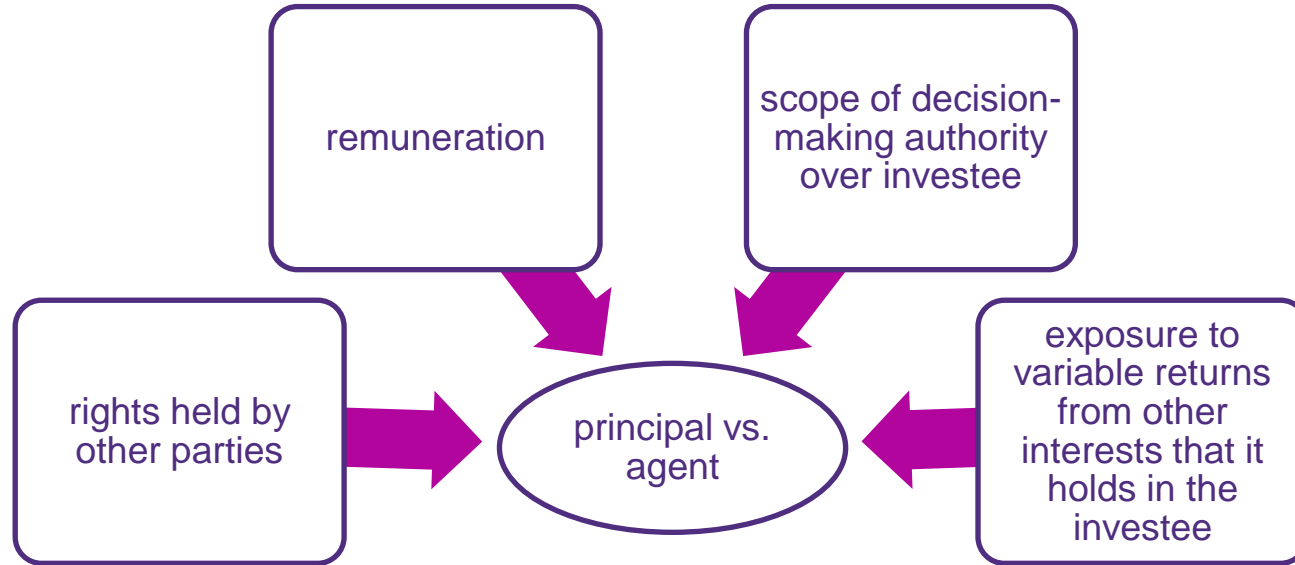 remuneration
scope of decision-
making authority
over investee
rights held by
other parties
principal vs.
agent
exposure to
variable returns
from other
interests that it
holds in the
investee